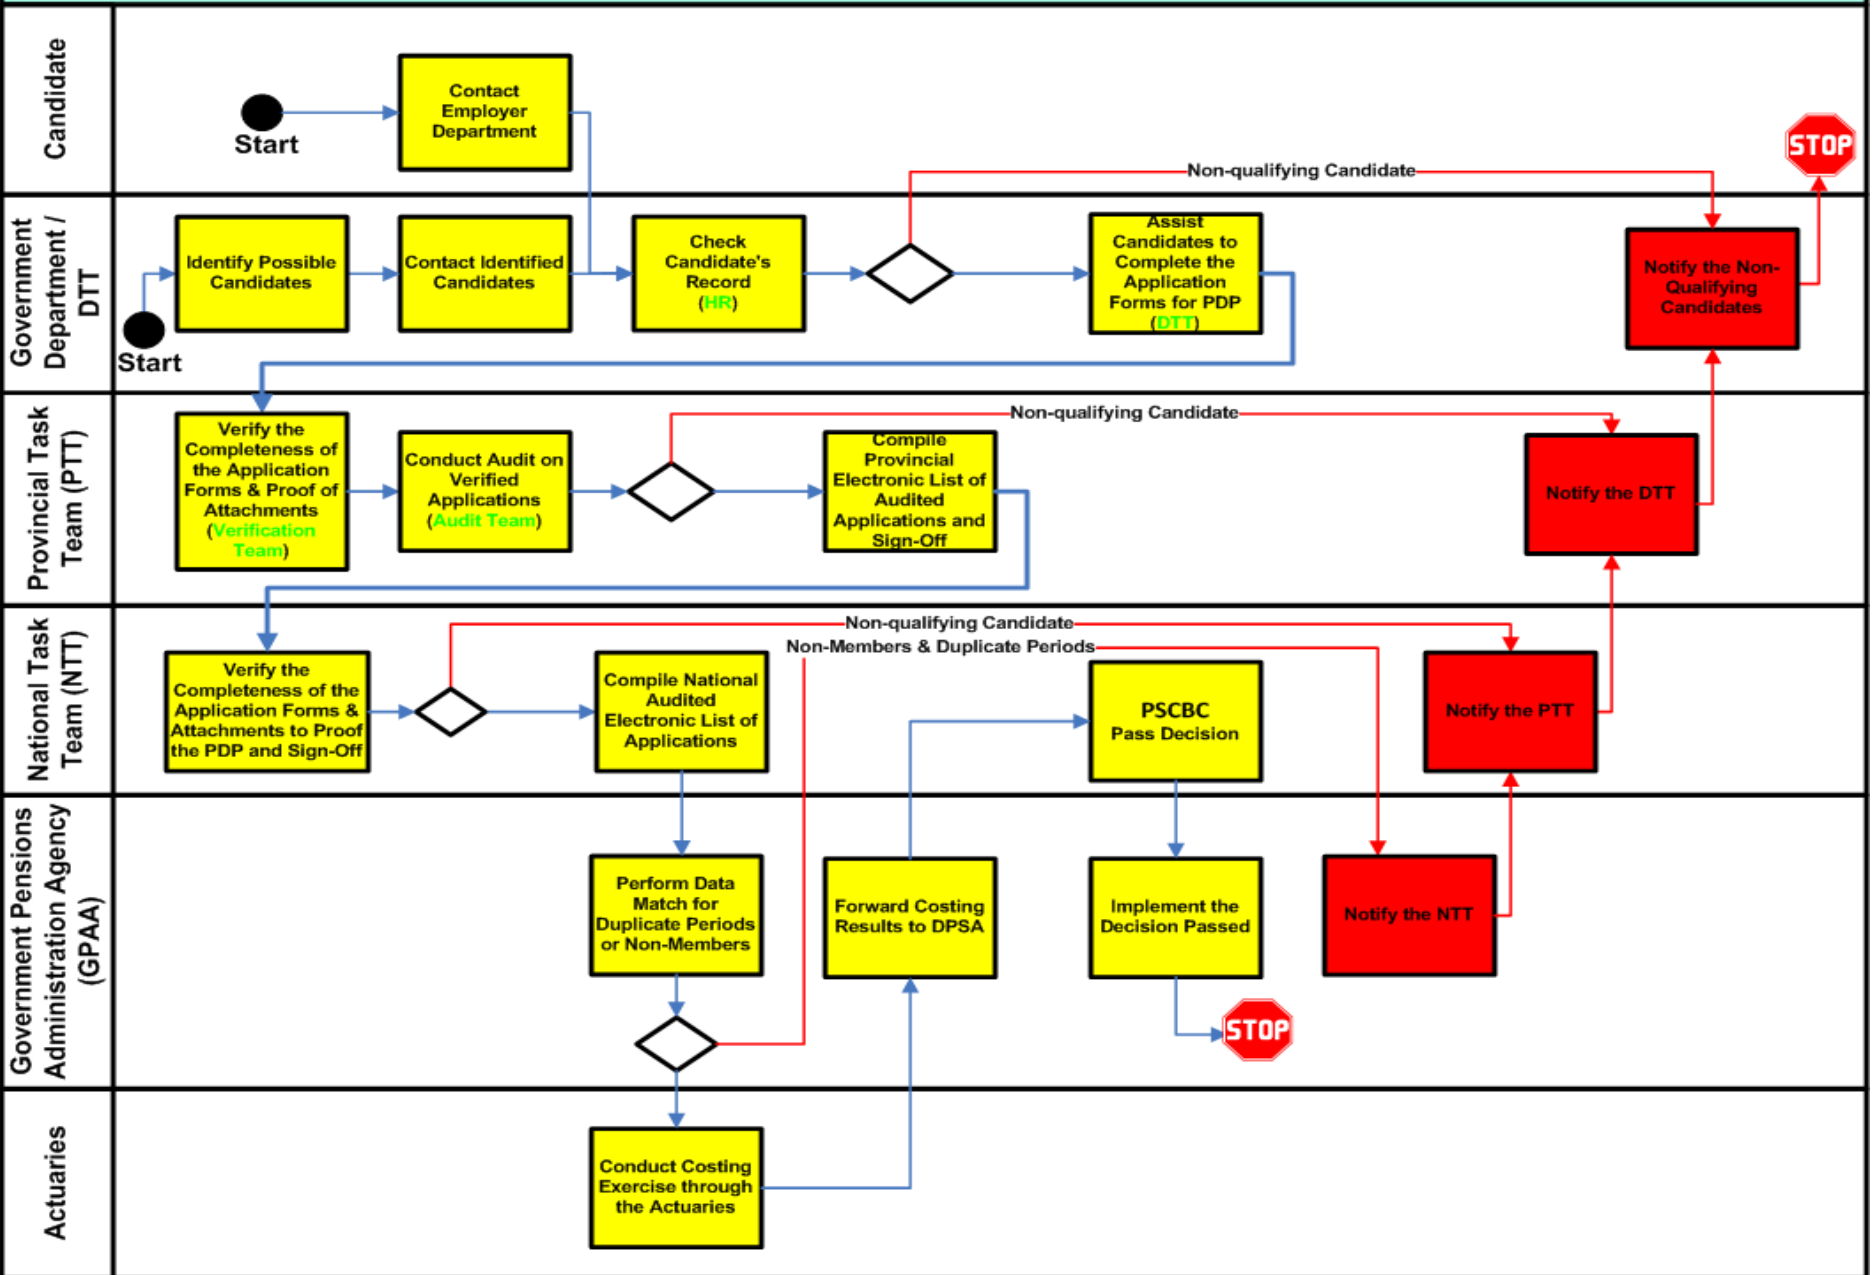 Candidate
Contact
Employer
Department
Start
STOP
Non-qualifying Candidate
Government
Department /
DTT
Start
Identify Possible
Candidates
Contact Identified
Candidates
Check
Candidate's
Record
(HR)
Assist
Candidates to
Complete the
Application
Forms for PDP
(DTT)
Notify the Non-
Qualifying
Candidates
Provincial Task
Team (PTT)
Verify the
Completeness of
the Application
Forms & Proof of
Attachments
(Verification
Team)
Conduct Audit on
Verified
Applications
(Audit Team)
Non-qualifying Candidate
Compile
Provincial
Electronic List of
Audited
Applications and
Sign-Off
Notify the DTT
National Task
Team (NTT)
Verify the
Completeness of the
Application Forms &
Attachments to Proof
the PDP and Sign-Off
Non-qualifying Candidate
Non-Members & Duplicate Periods
Compile National
Audited
Electronic List of
Applications
PSCBC
Pass Decision
Notify the PTT
Government Pensions
Administration Agency
(GPAA)
Perform Data
Match for
Duplicate Periods
or Non-Members
Forward Costing
Results to DPSA
Implement the
Decision Passed
Notify the NTT
STOP
Actuaries
Conduct Costing
Exercise through
the Actuaries